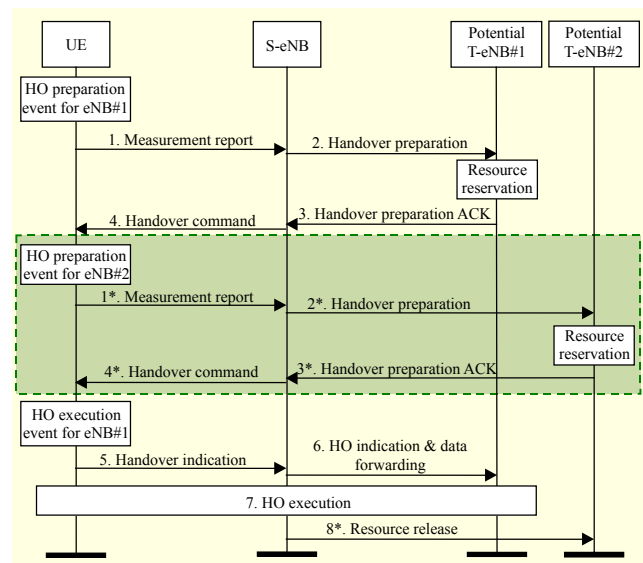 UE
S-eNB
Potential
T-eNB#1
Potential
T-eNB#2
HO preparation
event for eNB#1
1. Measurement report
2. Handover preparation
Resource
reservation
3. Handover preparation ACK
4. Handover command
HO preparation
event for eNB#2
1*. Measurement report
2*. Handover preparation
Resource
reservation
3*. Handover preparation ACK
4*. Handover command
HO execution
event for eNB#1
5. Handover indication
6. HO indication & data
forwarding
7. HO execution
8*. Resource release